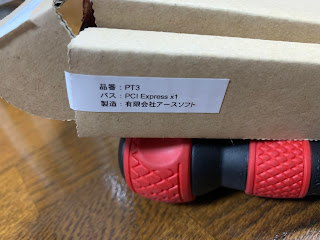 品番 : PT3
バス : PCI Express x1
製造 : 有限会社アースソフト